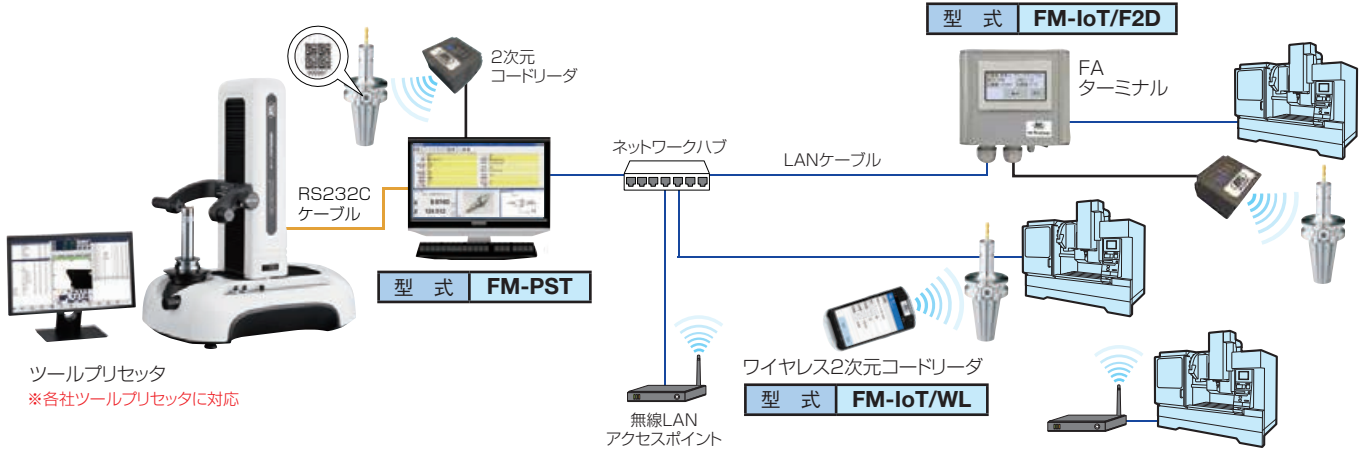 型 式 FM-IoT/F2D
2次元
コードリーダ
FA
ターミナル
ネットワークハブ
LANケーブル
RS232C
ケーブル
型 式 FM-PST
ツールプリセッタ
※各社ツールプリセッタに対応
ワイヤレス2次元コードリーダ
型 式 FM-IoT/WL
無線LAN
アクセスポイント